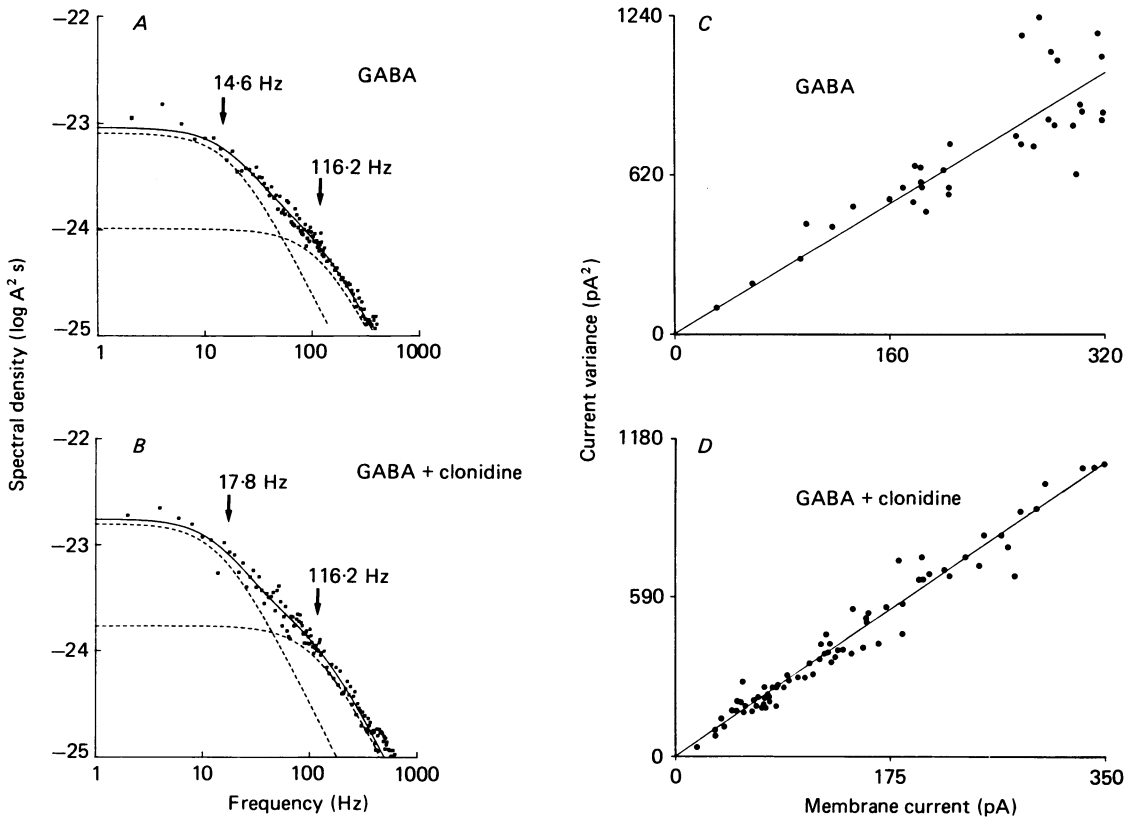 A
GABA
14·6 Hz
116·2 Hz
−22
−23
−24
−25
1 10 100 1000
B
GABA + clonidine
17·8 Hz
116·2 Hz
−22
−23
−24
−25
1 10 100 1000
Frequency (Hz)
Spectral density (log A² s)
C
GABA
1240
620
0
0 160 320
D
GABA + clonidine
1180
590
0
0 175 350
Membrane current (pA)
Current variance (pA²)